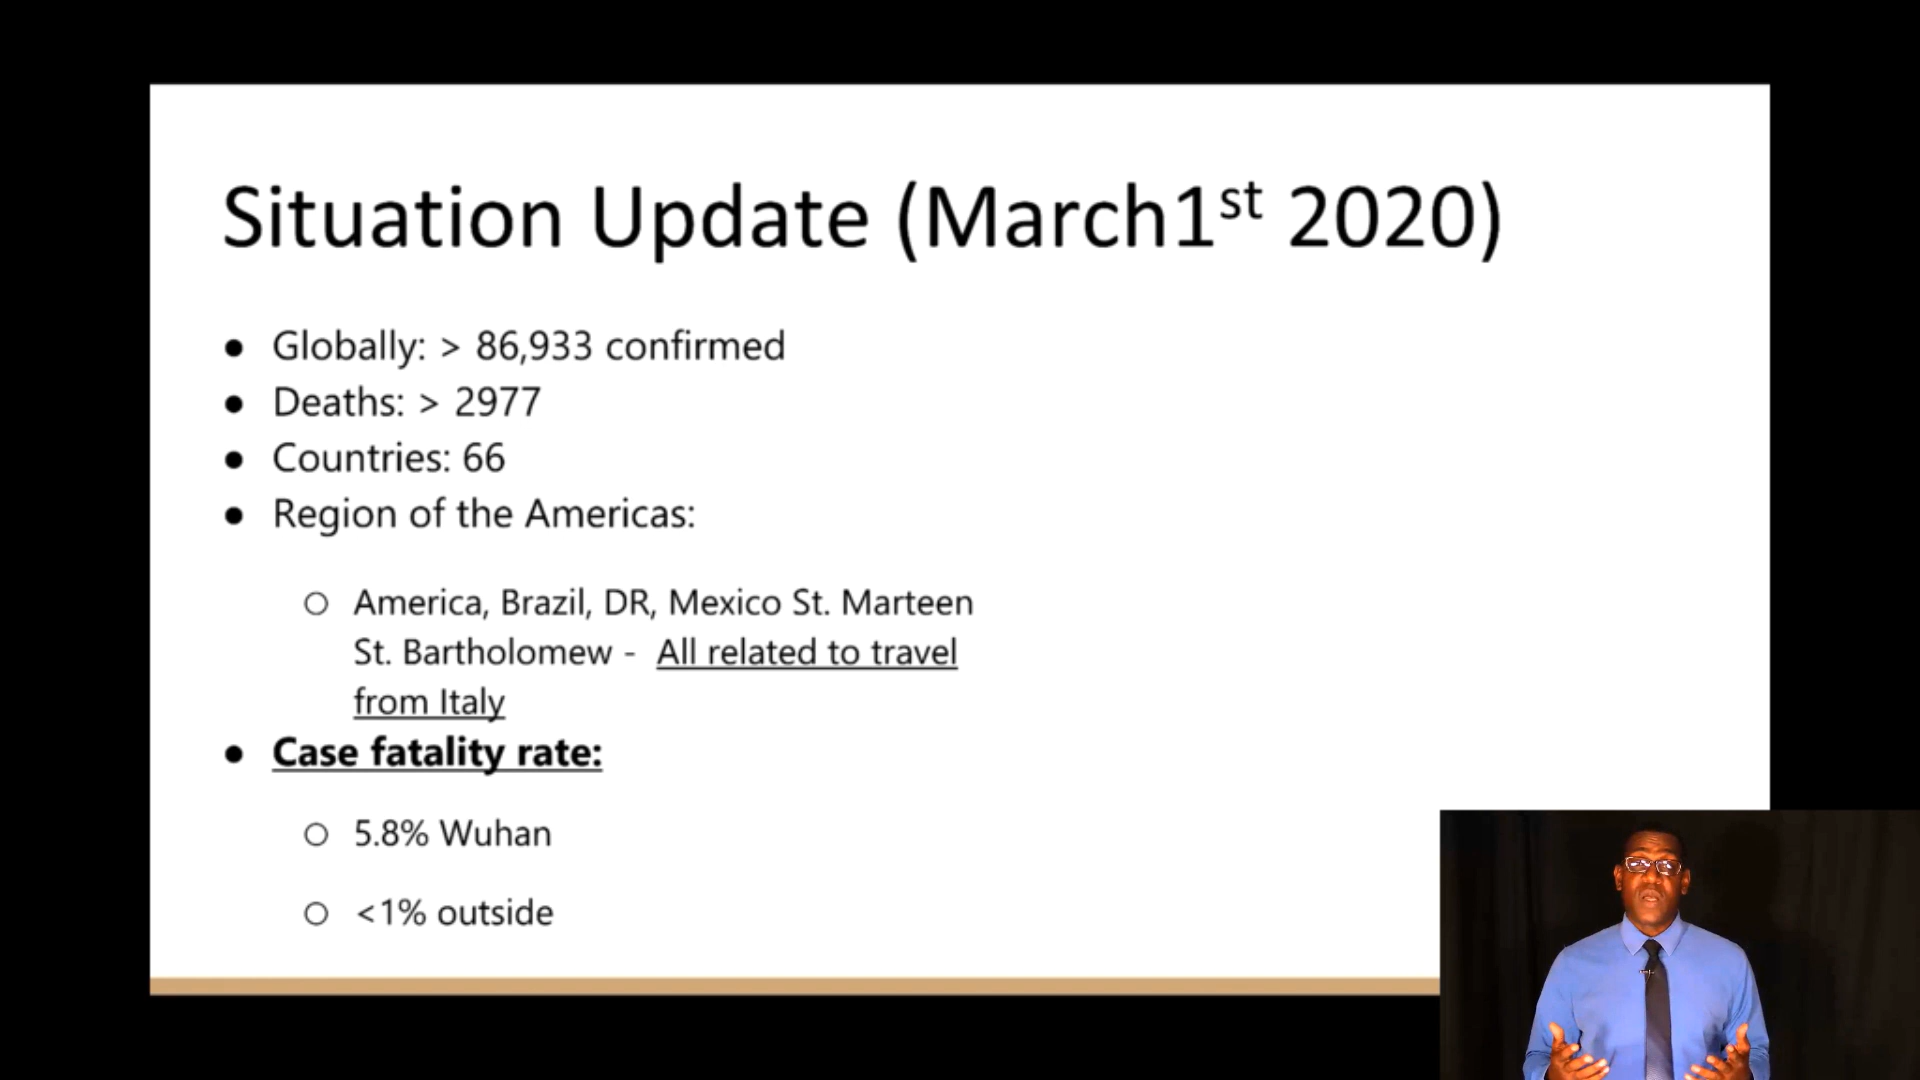 Situation Update (March1st 2020)
● Globally: > 86,933 confirmed
● Deaths: > 2977
● Countries: 66
● Region of the Americas:
○ America, Brazil, DR, Mexico St. Marteen
St. Bartholomew - All related to travel
from Italy
● Case fatality rate:
○ 5.8% Wuhan
○ <1% outside